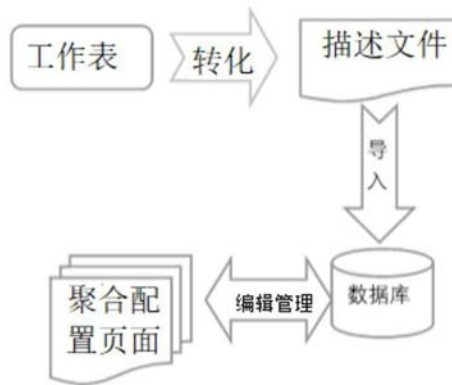 工作表
转化
描述文件
导
入
数据库
编辑管理
聚合配
置页面